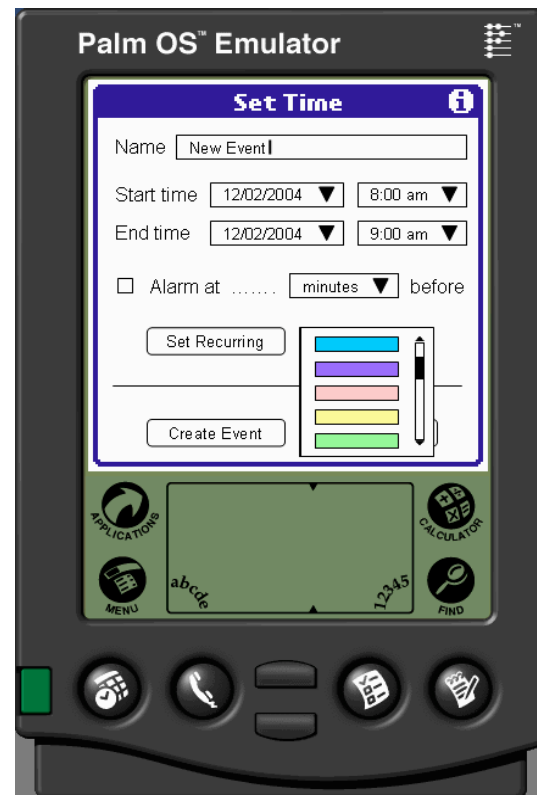 Palm OS™ Emulator
™
Set Time
i
Name New Event
Start time 12/02/2004 8:00 am
End time 12/02/2004 9:00 am
Alarm at ....... minutes before
Set Recurring
Create Event
APPLICATIONS
CALCULATOR
MENU
abcde
12345
FIND